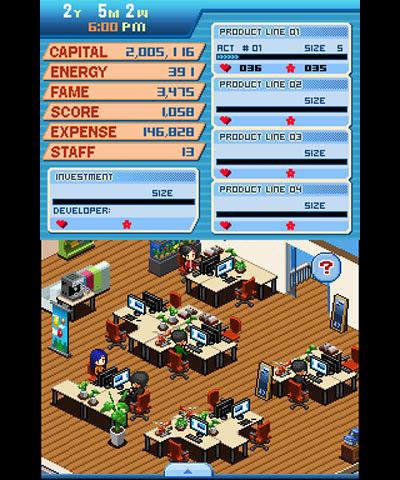 2Y 5M 2W
6:00 PM
CAPITAL 2,005,116
ENERGY 391
FAME 3,475
SCORE 1,058
EXPENSE 146,828
STAFF 13
INVESTMENT
SIZE
DEVELOPER:
PRODUCT LINE 01
ACT # 01 SIZE S
036 035
PRODUCT LINE 02
SIZE
PRODUCT LINE 03
SIZE
PRODUCT LINE 04
SIZE
?